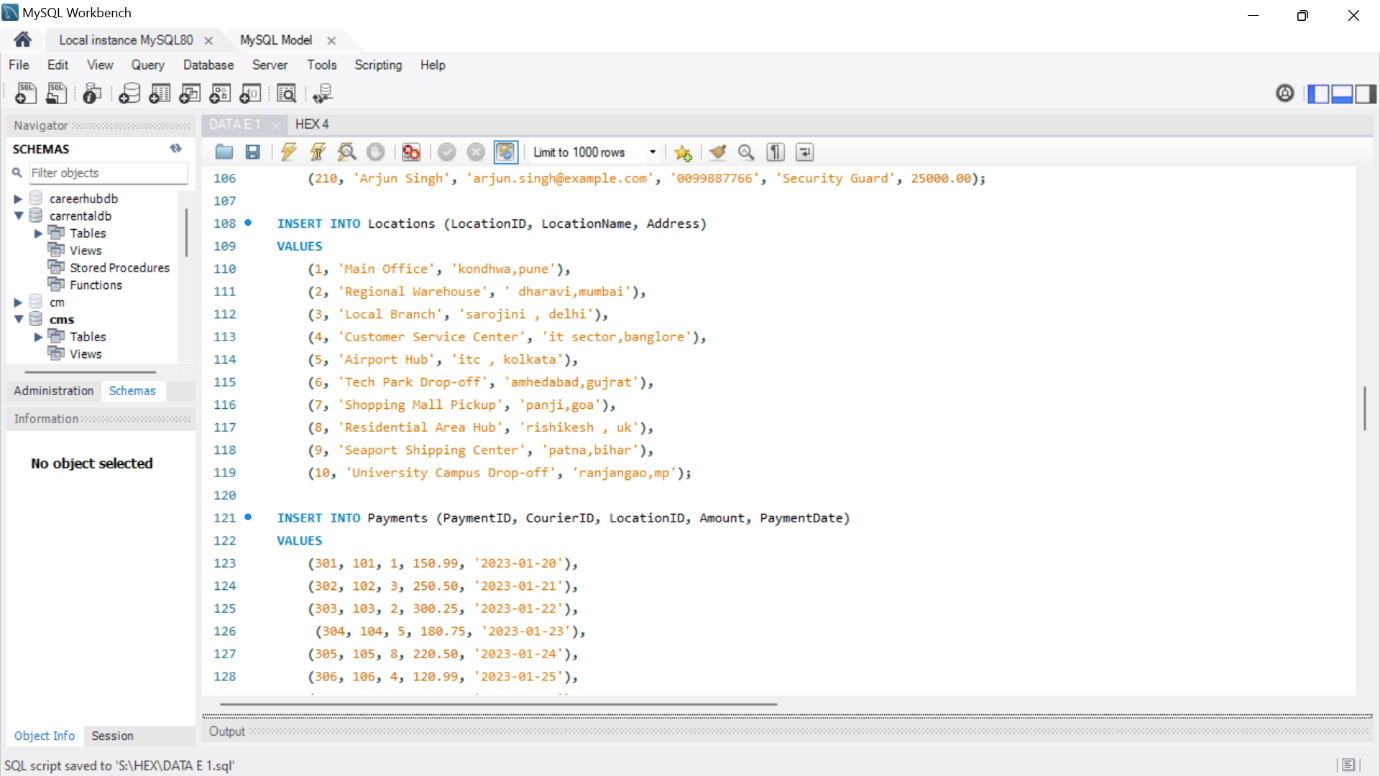 MySQL Workbench
Local instance MySQL80
MySQL Model
File Edit View Query Database Server Tools Scripting Help
Navigator
SCHEMAS
Filter objects
careerhubdb
carrentaldb
Tables
Views
Stored Procedures
Functions
cm
cms
Tables
Views
Administration Schemas
Information
No object selected
Object Info Session
DATA E 1 HEX 4
Limit to 1000 rows
106 (210, 'Arjun Singh', 'arjun.singh@example.com', '0099887766', 'Security Guard', 25000.00);
107
108 INSERT INTO Locations (LocationID, LocationName, Address)
109 VALUES
110 (1, 'Main Office', 'kondhwa,pune'),
111 (2, 'Regional Warehouse', ' dharavi,mumbai'),
112 (3, 'Local Branch', 'sarojini , delhi'),
113 (4, 'Customer Service Center', 'it sector,banglore'),
114 (5, 'Airport Hub', 'itc , kolkata'),
115 (6, 'Tech Park Drop-off', 'amhedabad,gujrat'),
116 (7, 'Shopping Mall Pickup', 'panji,goa'),
117 (8, 'Residential Area Hub', 'rishikesh , uk'),
118 (9, 'Seaport Shipping Center', 'patna,bihar'),
119 (10, 'University Campus Drop-off', 'ranjangao,mp');
120
121 INSERT INTO Payments (PaymentID, CourierID, LocationID, Amount, PaymentDate)
122 VALUES
123 (301, 101, 1, 150.99, '2023-01-20'),
124 (302, 102, 3, 250.50, '2023-01-21'),
125 (303, 103, 2, 300.25, '2023-01-22'),
126 (304, 104, 5, 180.75, '2023-01-23'),
127 (305, 105, 8, 220.50, '2023-01-24'),
128 (306, 106, 4, 120.99, '2023-01-25'),
Output
SQL script saved to 'S:\HEX\DATA E 1.sql'